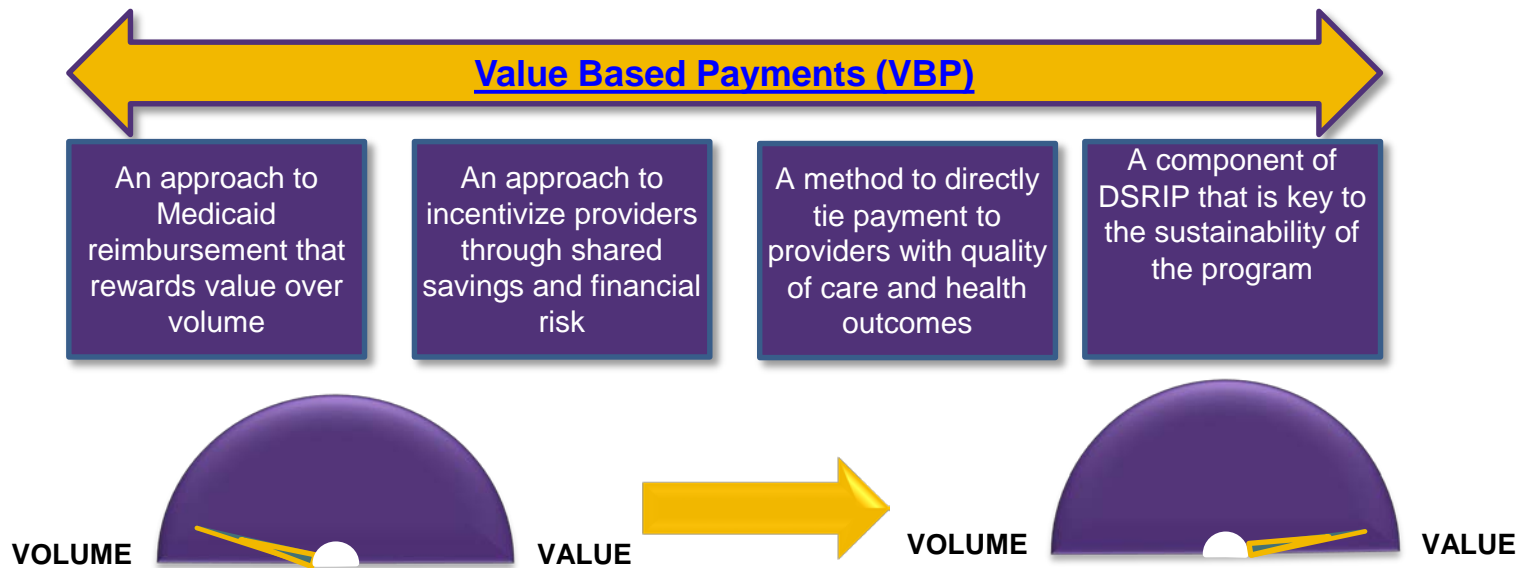 Value Based Payments (VBP)
An approach to
Medicaid
reimbursement that
rewards value over
volume
An approach to
incentivize providers
through shared
savings and financial
risk
A method to directly
tie payment to
providers with quality
of care and health
outcomes
A component of
DSRIP that is key to
the sustainability of
the program
VOLUME
VALUE
VOLUME
VALUE